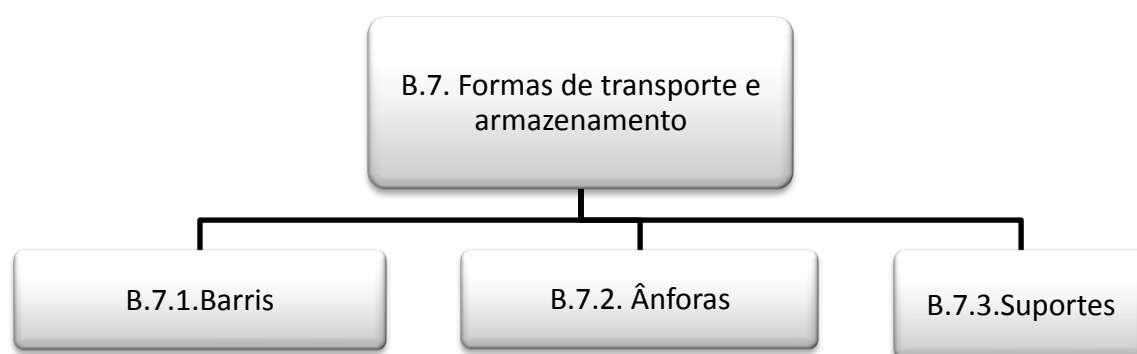 B.7. Formas de transporte e
armazenamento
B.7.1.Barris
B.7.2. Ânforas
B.7.3.Suportes